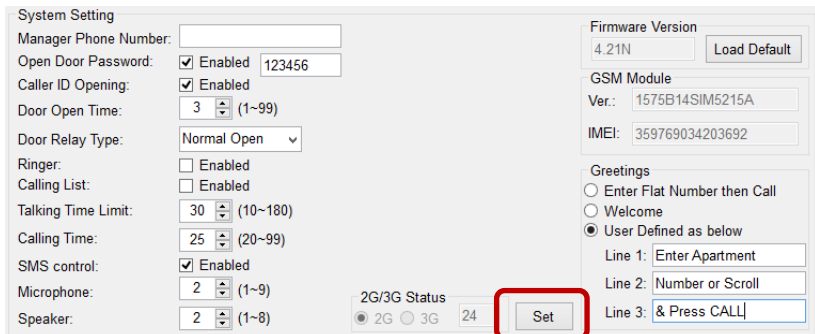 System Setting
Manager Phone Number:
Open Door Password: Enabled 123456
Caller ID Opening: Enabled
Door Open Time: 3 (1~99)
Door Relay Type: Normal Open
Ringer: Enabled
Calling List: Enabled
Talking Time Limit: 30 (10~180)
Calling Time: 25 (20~99)
SMS control: Enabled
Microphone: 2 (1~9)
Speaker: 2 (1~8)
2G/3G Status
2G 3G 24
Set
Firmware Version
4.21N Load Default
GSM Module
Ver.: 1575B14SIM5215A
IMEI: 359769034203692
Greetings
Enter Flat Number then Call
Welcome
User Defined as below
Line 1: Enter Apartment
Line 2: Number or Scroll
Line 3: & Press CALL